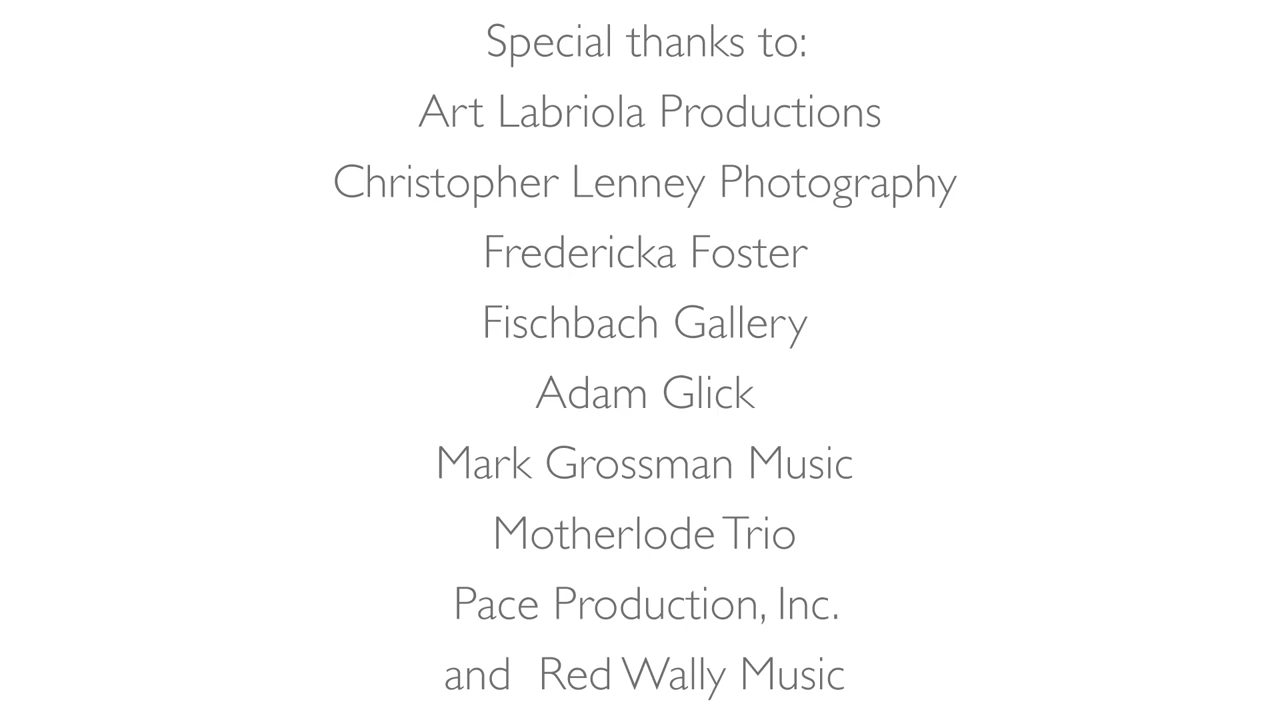 Special thanks to:
Art Labriola Productions
Christopher Lenney Photography
Fredericka Foster
Fischbach Gallery
Adam Glick
Mark Grossman Music
Motherlode Trio
Pace Production, Inc.
and  Red Wally Music